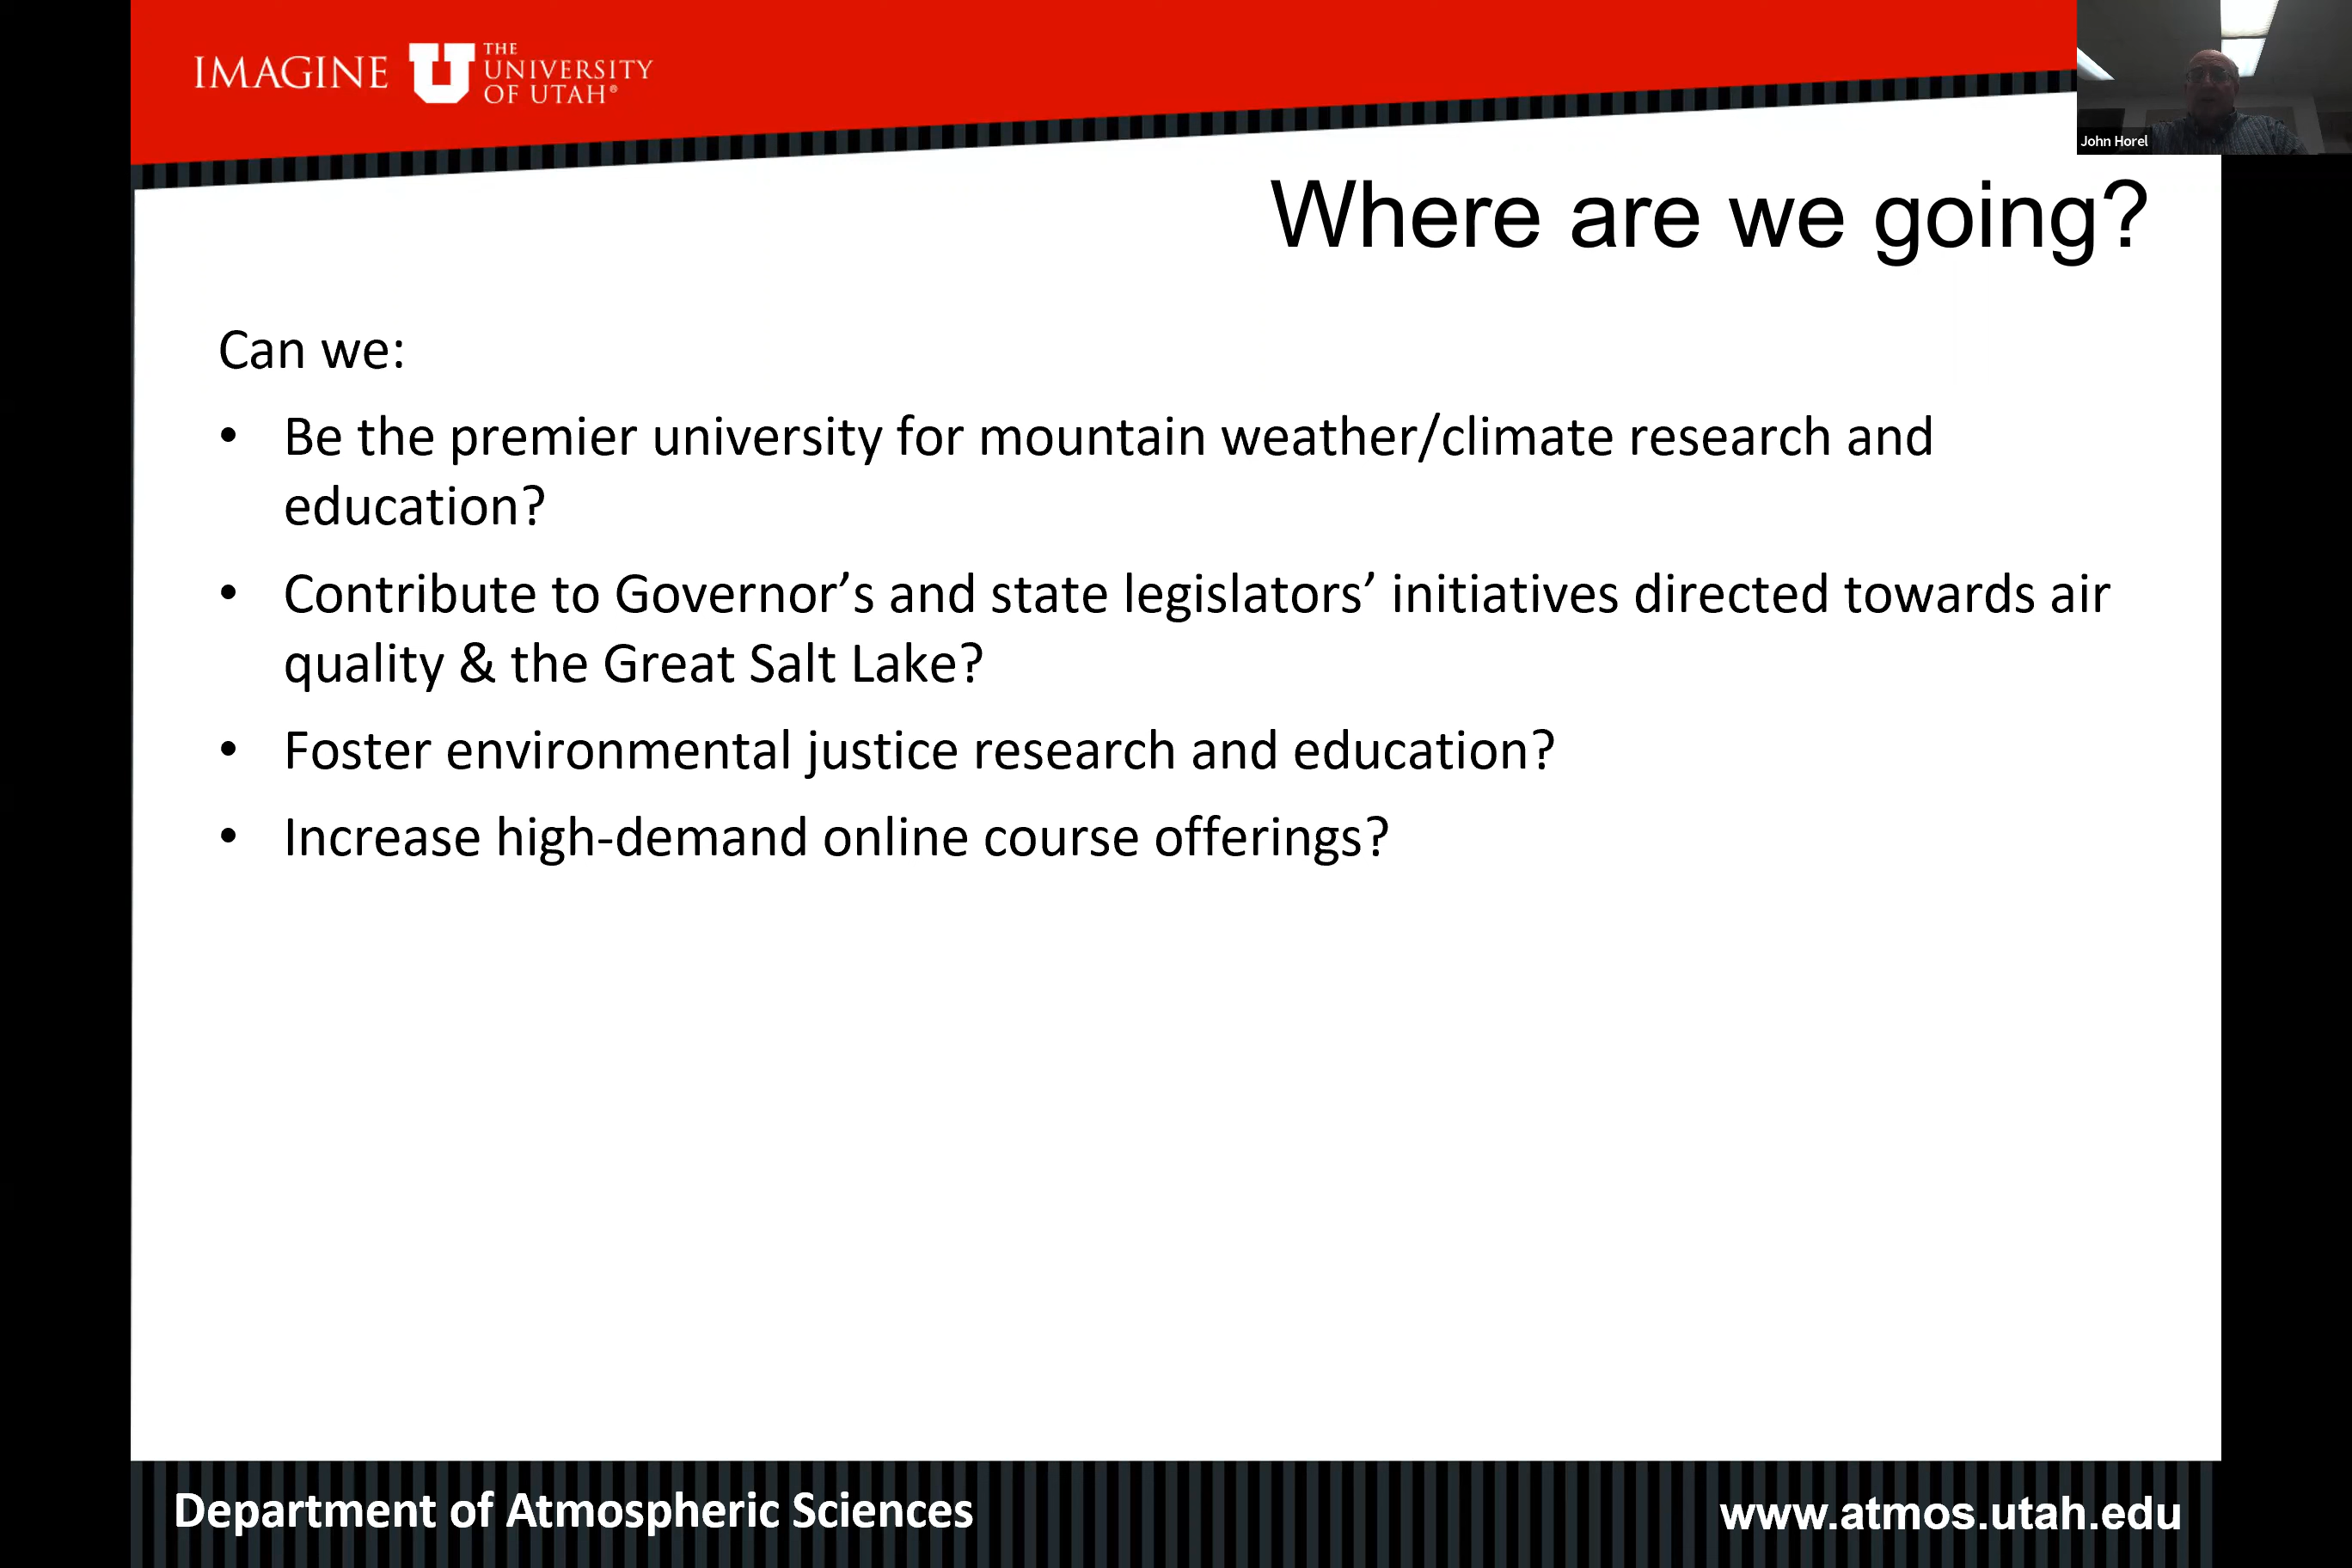 IMAGINE
THE
UNIVERSITY
OF UTAH®
John Horel
Where are we going?
Can we:
• Be the premier university for mountain weather/climate research and
education?
• Contribute to Governor’s and state legislators’ initiatives directed towards air
quality & the Great Salt Lake?
• Foster environmental justice research and education?
• Increase high-demand online course offerings?
Department of Atmospheric Sciences
www.atmos.utah.edu